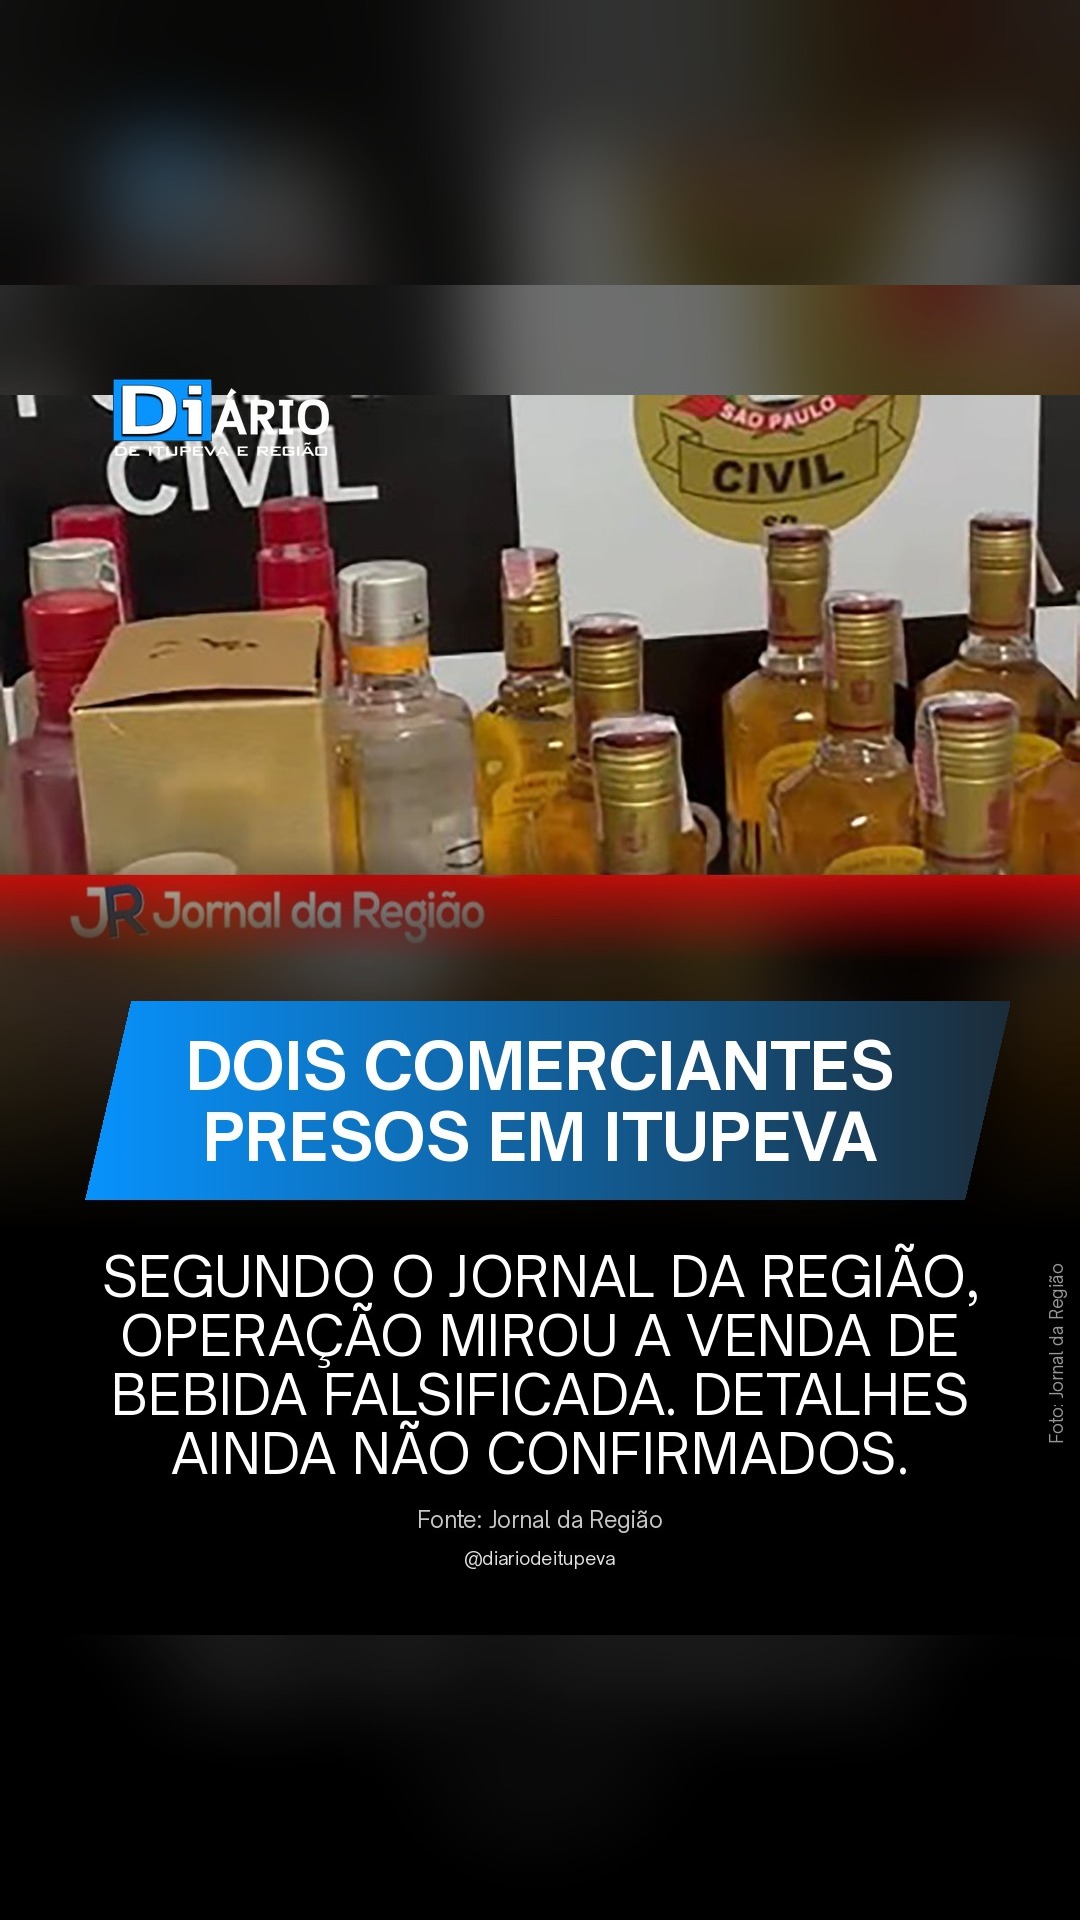 DiÁRIO
DE ITUPEVA E REGIÃO
CIVIL
SÃO PAULO
CIVIL
SP
JR Jornal da Região
DOIS COMERCIANTES
PRESOS EM ITUPEVA
SEGUNDO O JORNAL DA REGIÃO,
OPERAÇÃO MIROU A VENDA DE
BEBIDA FALSIFICADA. DETALHES
AINDA NÃO CONFIRMADOS.
Foto: Jornal da Região
Fonte: Jornal da Região
@diariodeitupeva